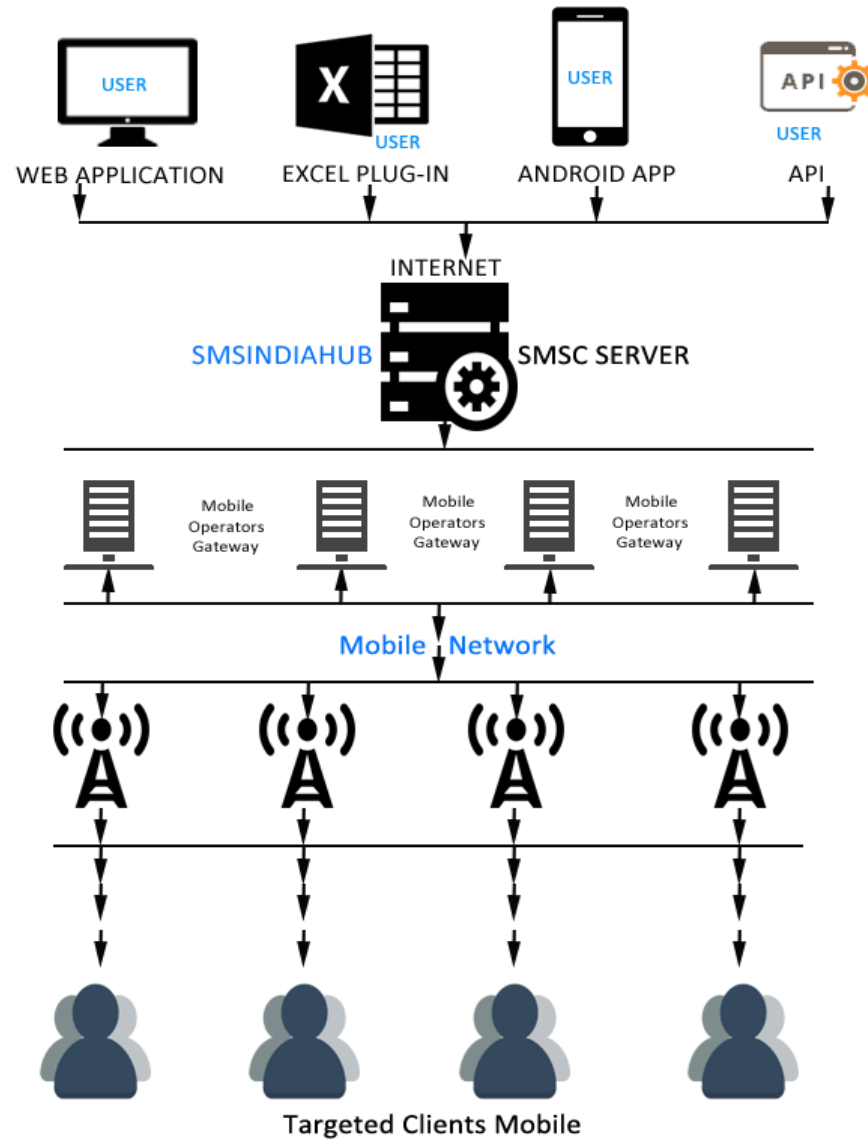 USER
X
USER
USER
API
USER
WEB APPLICATION
EXCEL PLUG-IN
ANDROID APP
API
INTERNET
SMSINDIAHUB
SMSC SERVER
Mobile
Operators
Gateway
Mobile
Operators
Gateway
Mobile
Operators
Gateway
Mobile Network
Targeted Clients Mobile